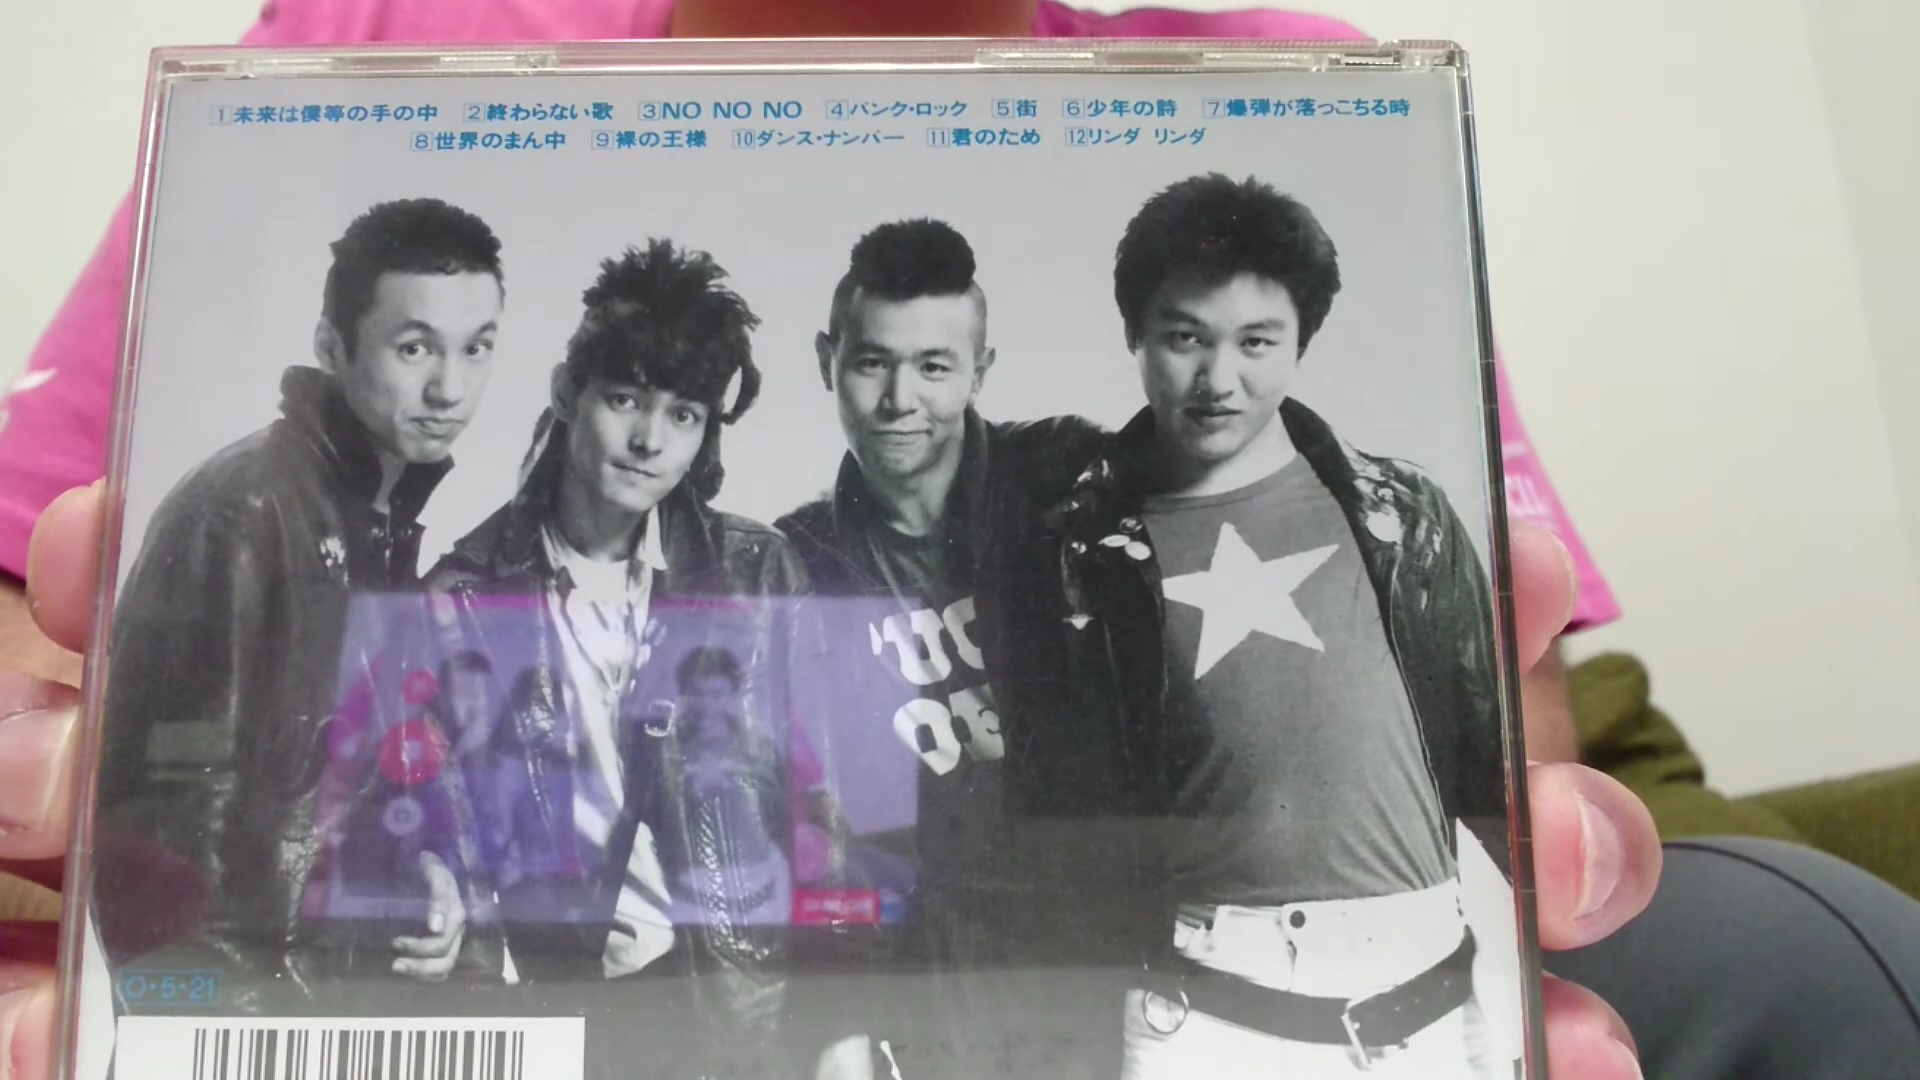 1未来は僕等の手の中 2終わらない歌 3NO NO NO 4パンク・ロック 5街 6少年の詩 7爆弾が落っこちる時
8世界のまん中 9裸の王様 10ダンス・ナンバー 11君のため 12リンダ リンダ
O・5・21